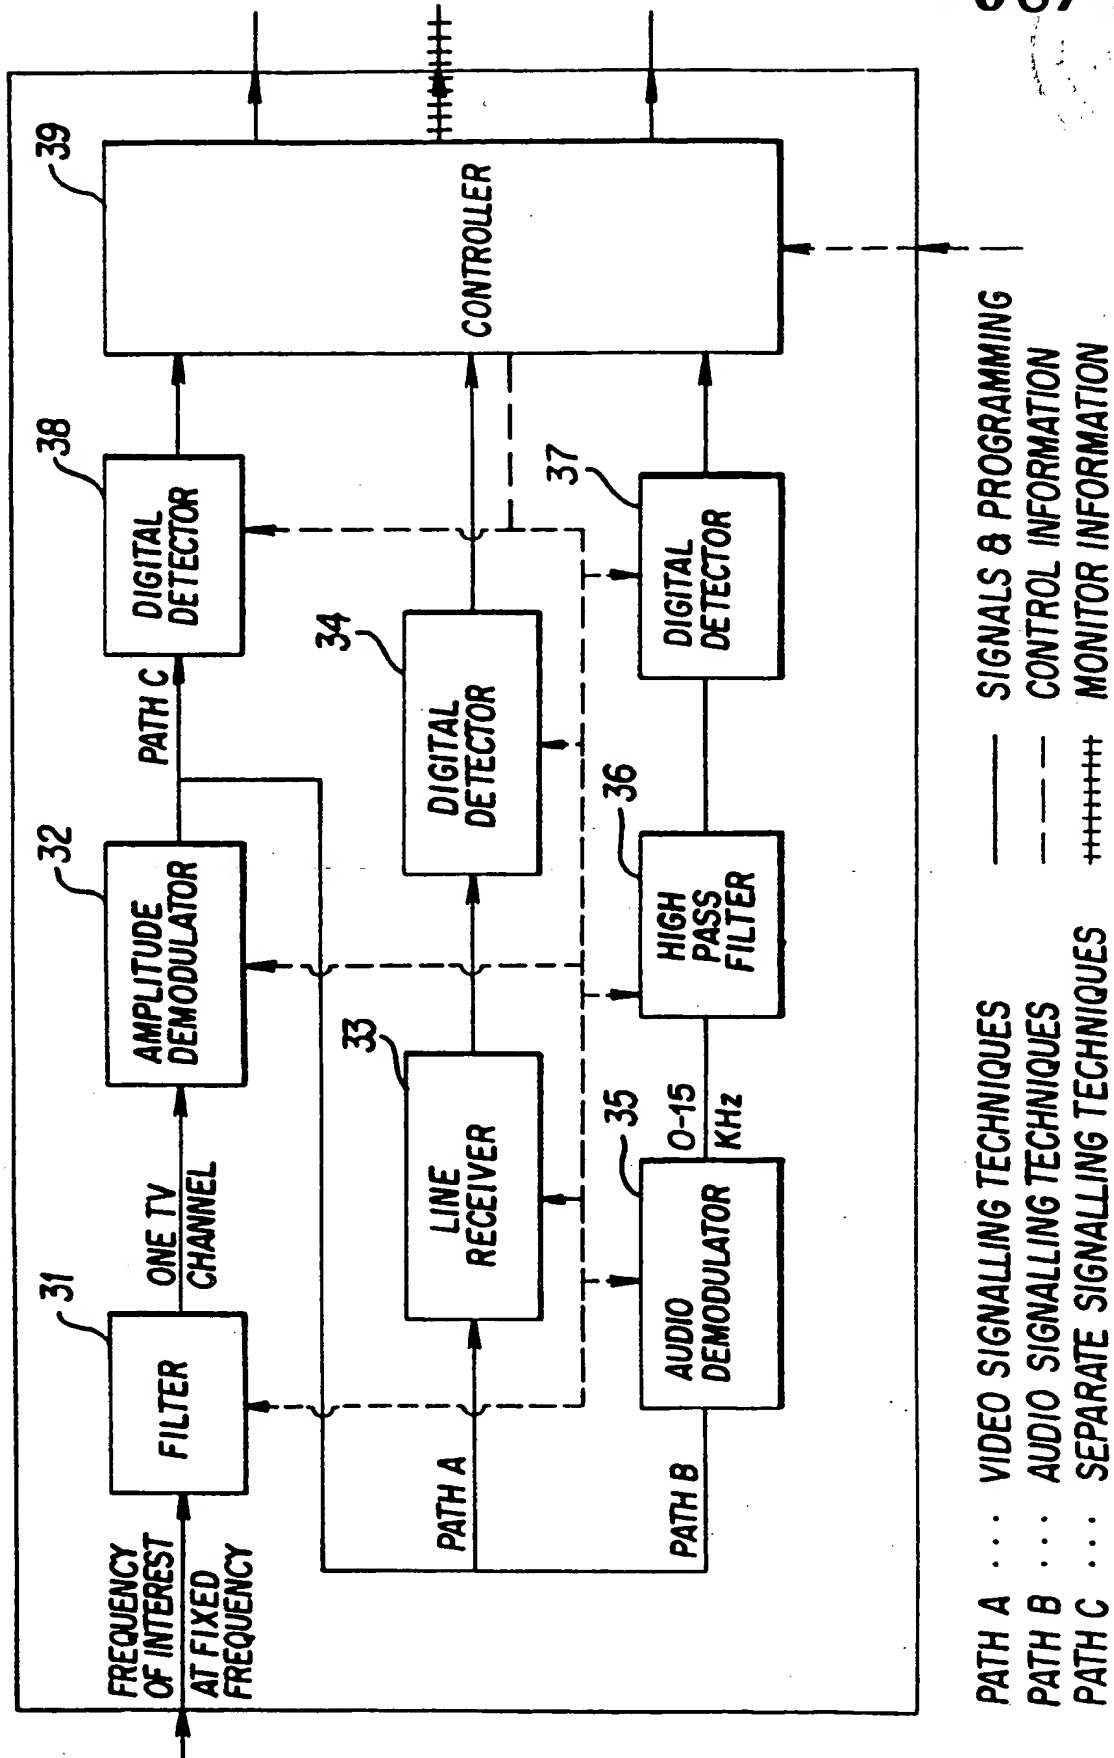 39
CONTROLLER
38
DIGITAL
DETECTOR
37
DIGITAL
DETECTOR
PATH C
34
DIGITAL
DETECTOR
36
HIGH
PASS
FILTER
32
AMPLITUDE
DEMODULATOR
33
LINE
RECEIVER
0-15
KHz
35
AUDIO
DEMODULATOR
ONE TV
CHANNEL
31
FILTER
PATH A
PATH B
FREQUENCY
OF INTEREST
AT FIXED
FREQUENCY
PATH A ... VIDEO SIGNALLING TECHNIQUES
PATH B ... AUDIO SIGNALLING TECHNIQUES
PATH C ... SEPARATE SIGNALLING TECHNIQUES
SIGNALS & PROGRAMMING
CONTROL INFORMATION
MONITOR INFORMATION